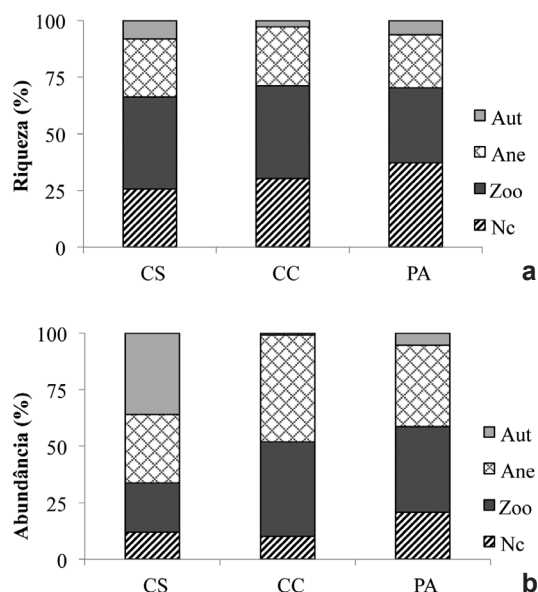 100
75
50
25
0
Riqueza (%)
Aut
Ane
Zoo
Nc
CS CC PA
a
100
75
50
25
0
Abundância (%)
Aut
Ane
Zoo
Nc
CS CC PA
b